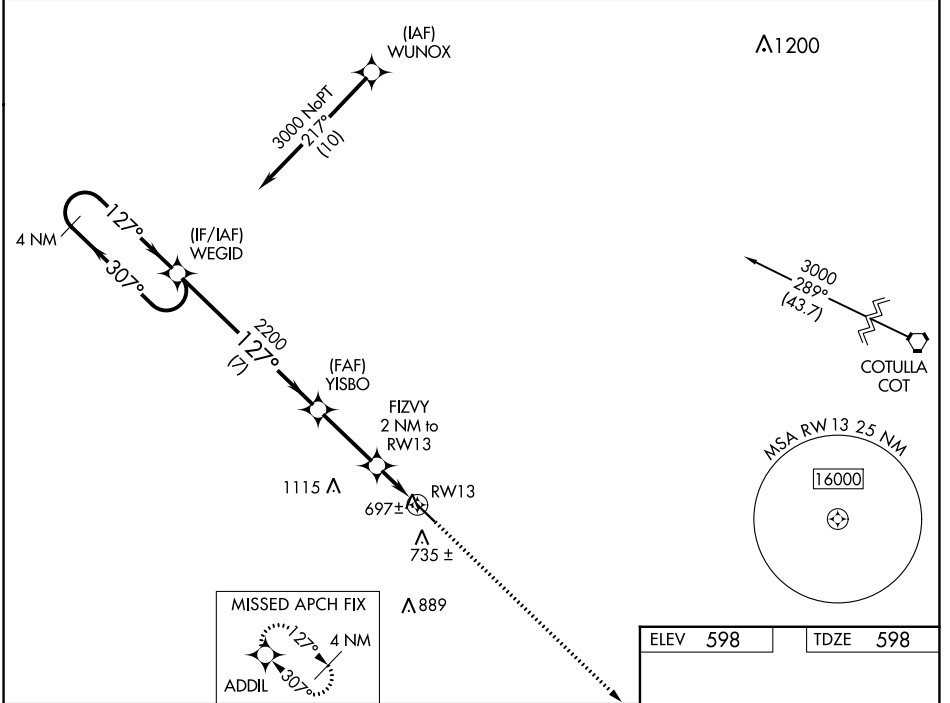 (IAF)
WUNOX
1200
3000 NoPT
217°
(10)
4 NM
127°
307°
(IF/IAF)
WEGID
2200
127°
(7)
(FAF)
YISBO
FIZVY
2 NM to
RW13
RW13
1115
697±
735 ±
889
3000
289°
(43.7)
COTULLA
COT
MSA RW 13 25 NM
16000
MISSED APCH FIX
127°
4 NM
307°
ADDIL
ELEV 598
TDZE 598